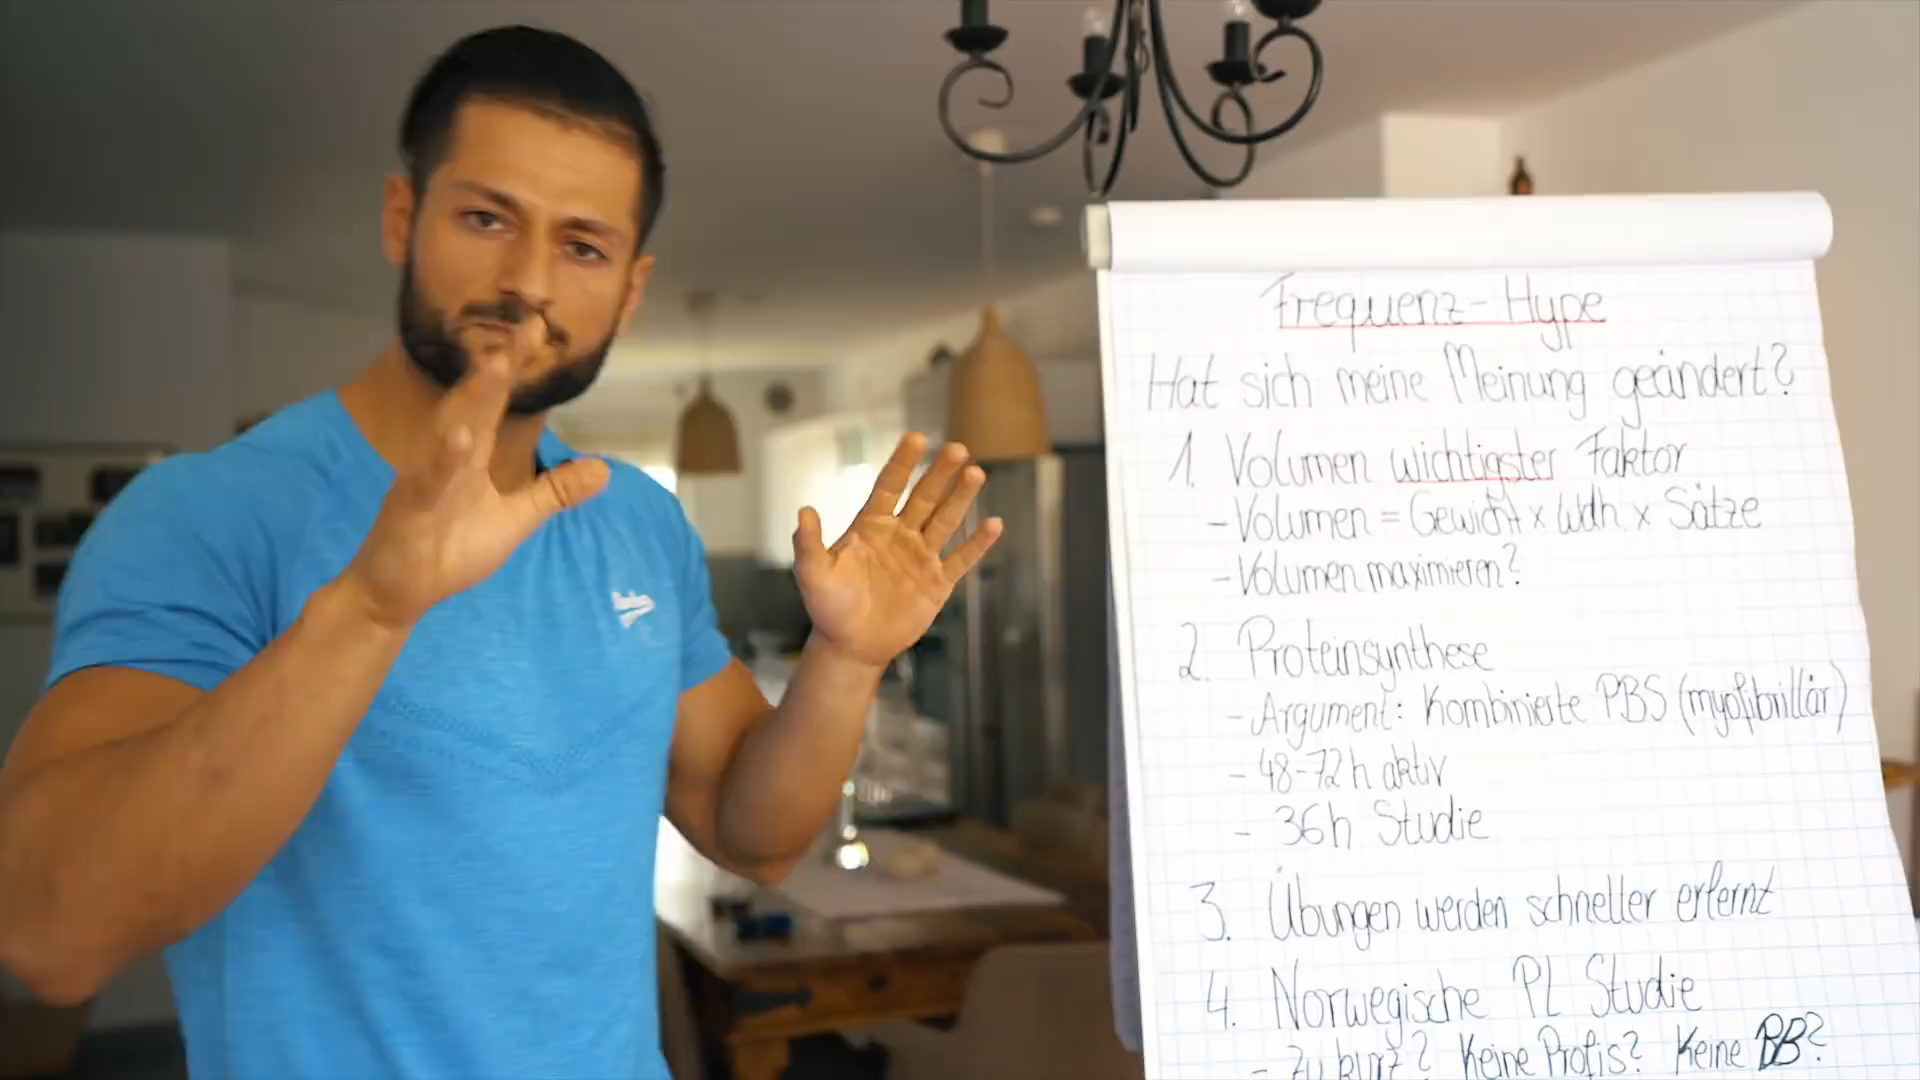 Frequenz-Hype
Hat sich meine Meinung geändert?
1. Volumen wichtigster Faktor
- Volumen = Gewicht x Wdh x Sätze
- Volumen maximieren?
2. Proteinsynthese
- Argument: Kombinierte PBS (myofibrillär)
- 48-72 h aktiv
- 36h Studie
3. Übungen werden schneller erlernt
4. Norwegische PL Studie
- Zu kurz? Keine Profis? Keine BB?